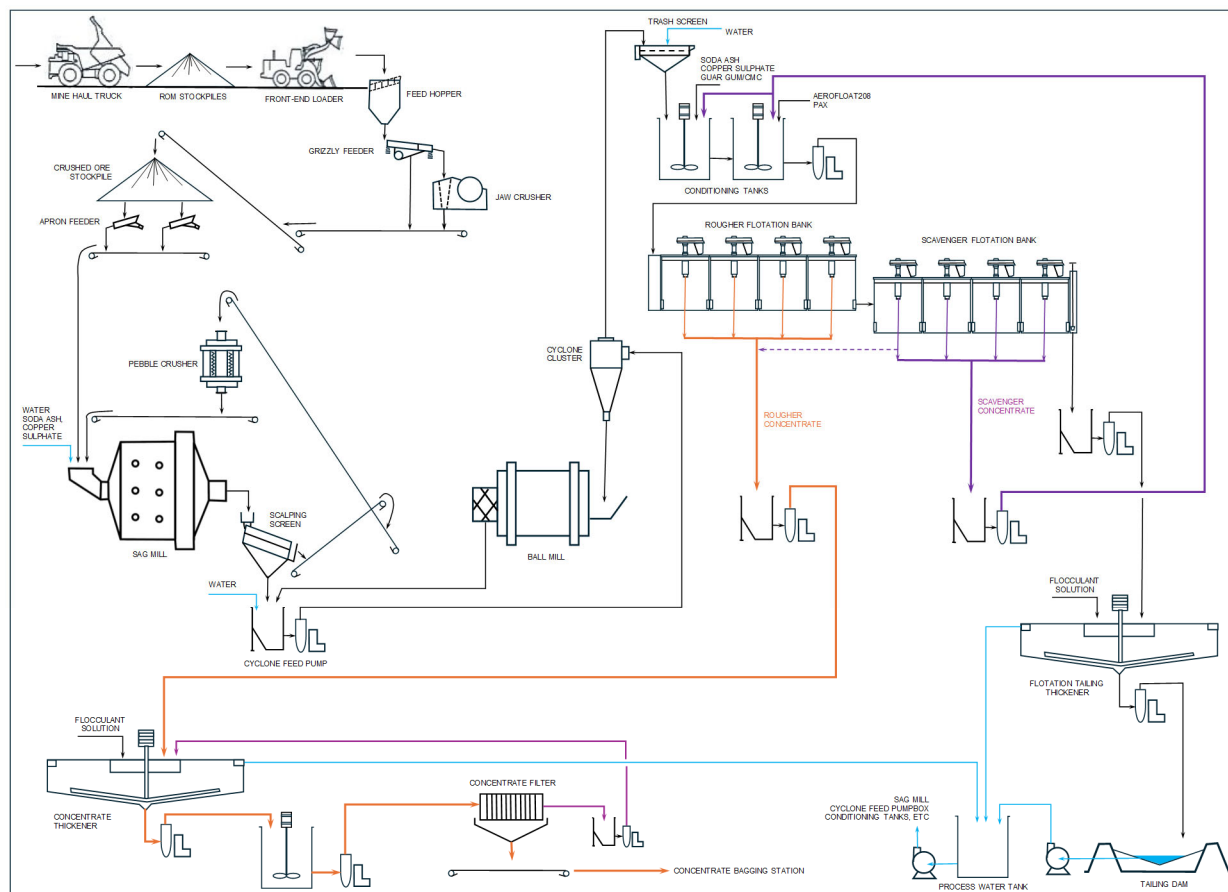 MINE HAUL TRUCK
ROM STOCKPILES
FRONT-END LOADER
FEED HOPPER
GRIZZLY FEEDER
JAW CRUSHER
CRUSHED ORE
STOCKPILE
APRON FEEDER
PEBBLE CRUSHER
WATER
SODA ASH,
COPPER
SULPHATE
SAG MILL
SCALPING
SCREEN
WATER
CYCLONE FEED PUMP
TRASH SCREEN
WATER
SODA ASH
COPPER SULPHATE
GUAR GUM/CMC
AEROFLOAT208
PAX
CONDITIONING TANKS
ROUGHER FLOTATION BANK
SCAVENGER FLOTATION BANK
CYCLONE
CLUSTER
BALL MILL
ROUGHER
CONCENTRATE
SCAVENGER
CONCENTRATE
FLOCCULANT
SOLUTION
FLOTATION TAILING
THICKENER
FLOCCULANT
SOLUTION
CONCENTRATE
THICKENER
CONCENTRATE FILTER
CONCENTRATE BAGGING STATION
SAG MILL
CYCLONE FEED PUMPBOX
CONDITIONING TANKS, ETC
PROCESS WATER TANK
TAILING DAM